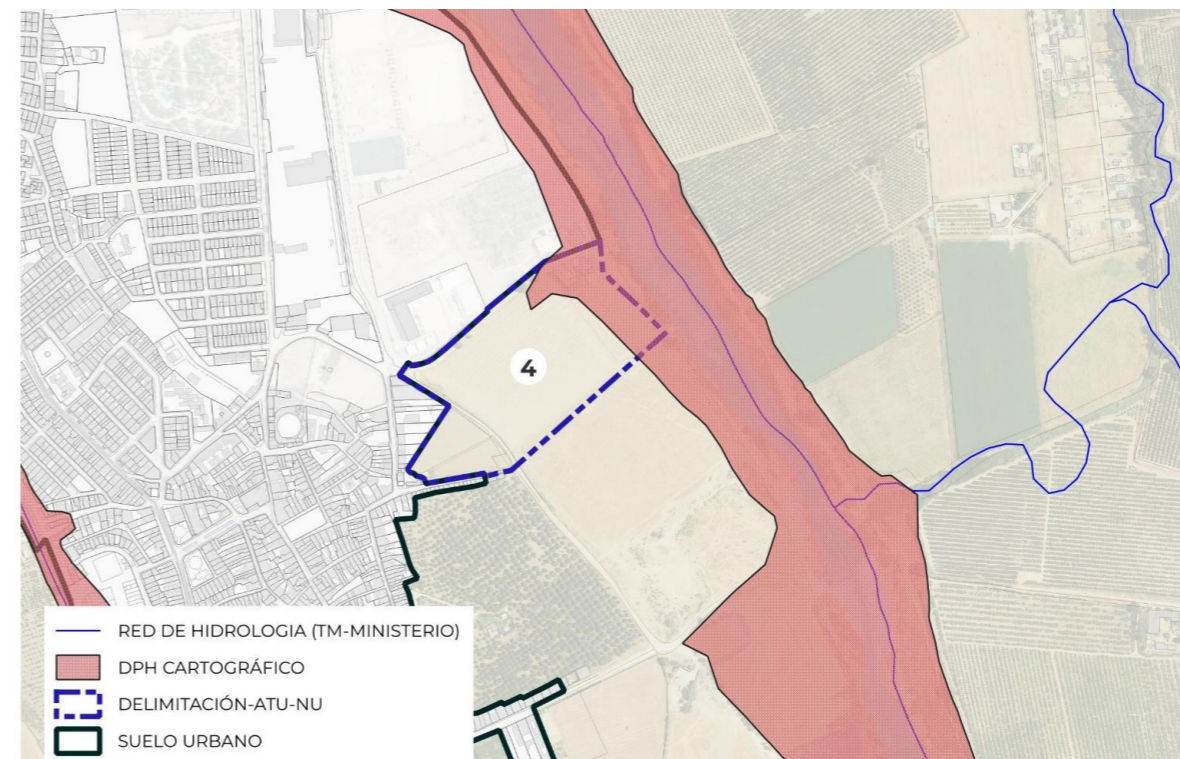 4
RED DE HIDROLOGIA (TM-MINISTERIO)
DPH CARTOGRÁFICO
DELIMITACIÓN-ATU-NU
SUELO URBANO